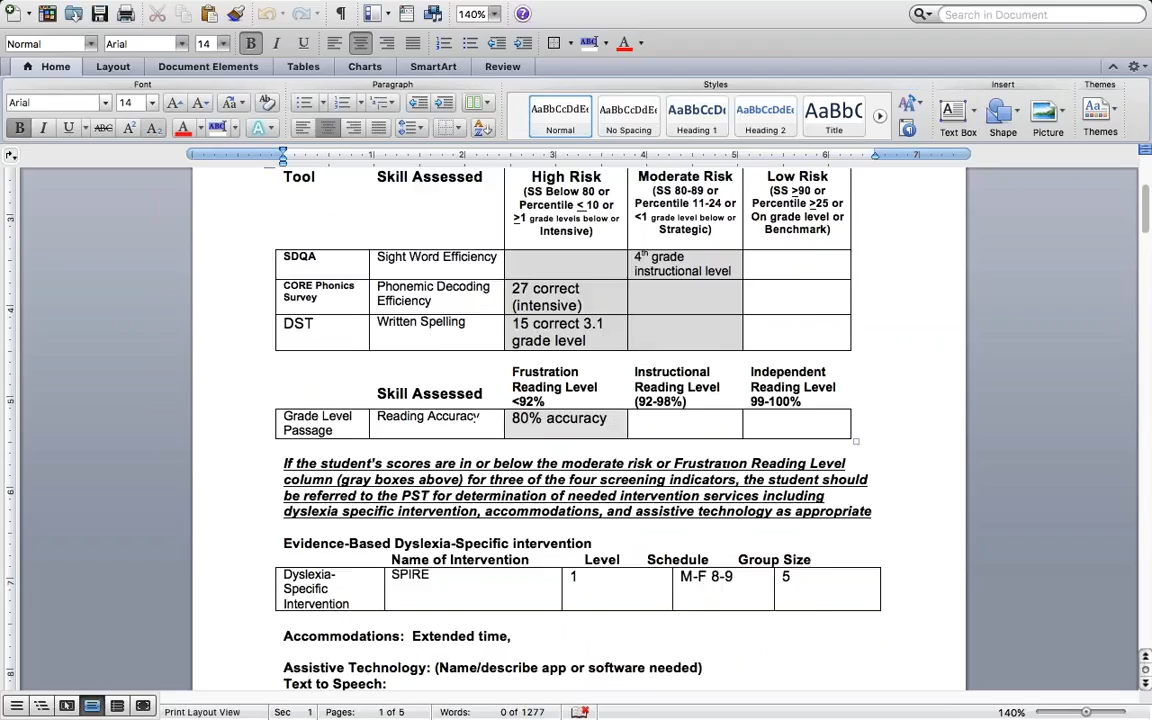 140%
Search in Document
Normal Arial 14 B I U
Home Layout Document Elements Tables Charts SmartArt Review
Font Paragraph Styles Insert Themes
Arial 14
AaBbCcDdEe AaBbCcDdEe AaBbCcDc AaBbCcDdEe AaBbC
Normal No Spacing Heading 1 Heading 2 Title
Text Box Shape Picture Themes
Tool Skill Assessed High Risk Moderate Risk Low Risk
(SS Below 80 or (SS 80-89 or (SS >90 or
Percentile < 10 or Percentile 11-24 or Percentile >25 or
>1 grade levels below or <1 grade level below or On grade level or
Intensive) Strategic) Benchmark)
SDQA Sight Word Efficiency 4th grade
instructional level
CORE Phonics Phonemic Decoding 27 correct
Survey Efficiency (intensive)
DST Written Spelling 15 correct 3.1
grade level
Frustration Instructional Independent
Reading Level Reading Level Reading Level
Skill Assessed <92% (92-98%) 99-100%
Grade Level Reading Accuracy 80% accuracy
Passage
If the student's scores are in or below the moderate risk or Frustration Reading Level
column (gray boxes above) for three of the four screening indicators, the student should
be referred to the PST for determination of needed intervention services including
dyslexia specific intervention, accommodations, and assistive technology as appropriate
Evidence-Based Dyslexia-Specific intervention
Name of Intervention Level Schedule Group Size
Dyslexia- SPIRE 1 M-F 8-9 5
Specific
Intervention
Accommodations: Extended time,
Assistive Technology: (Name/describe app or software needed)
Text to Speech:
Print Layout View Sec 1 Pages: 1 of 5 Words: 0 of 1277 140%